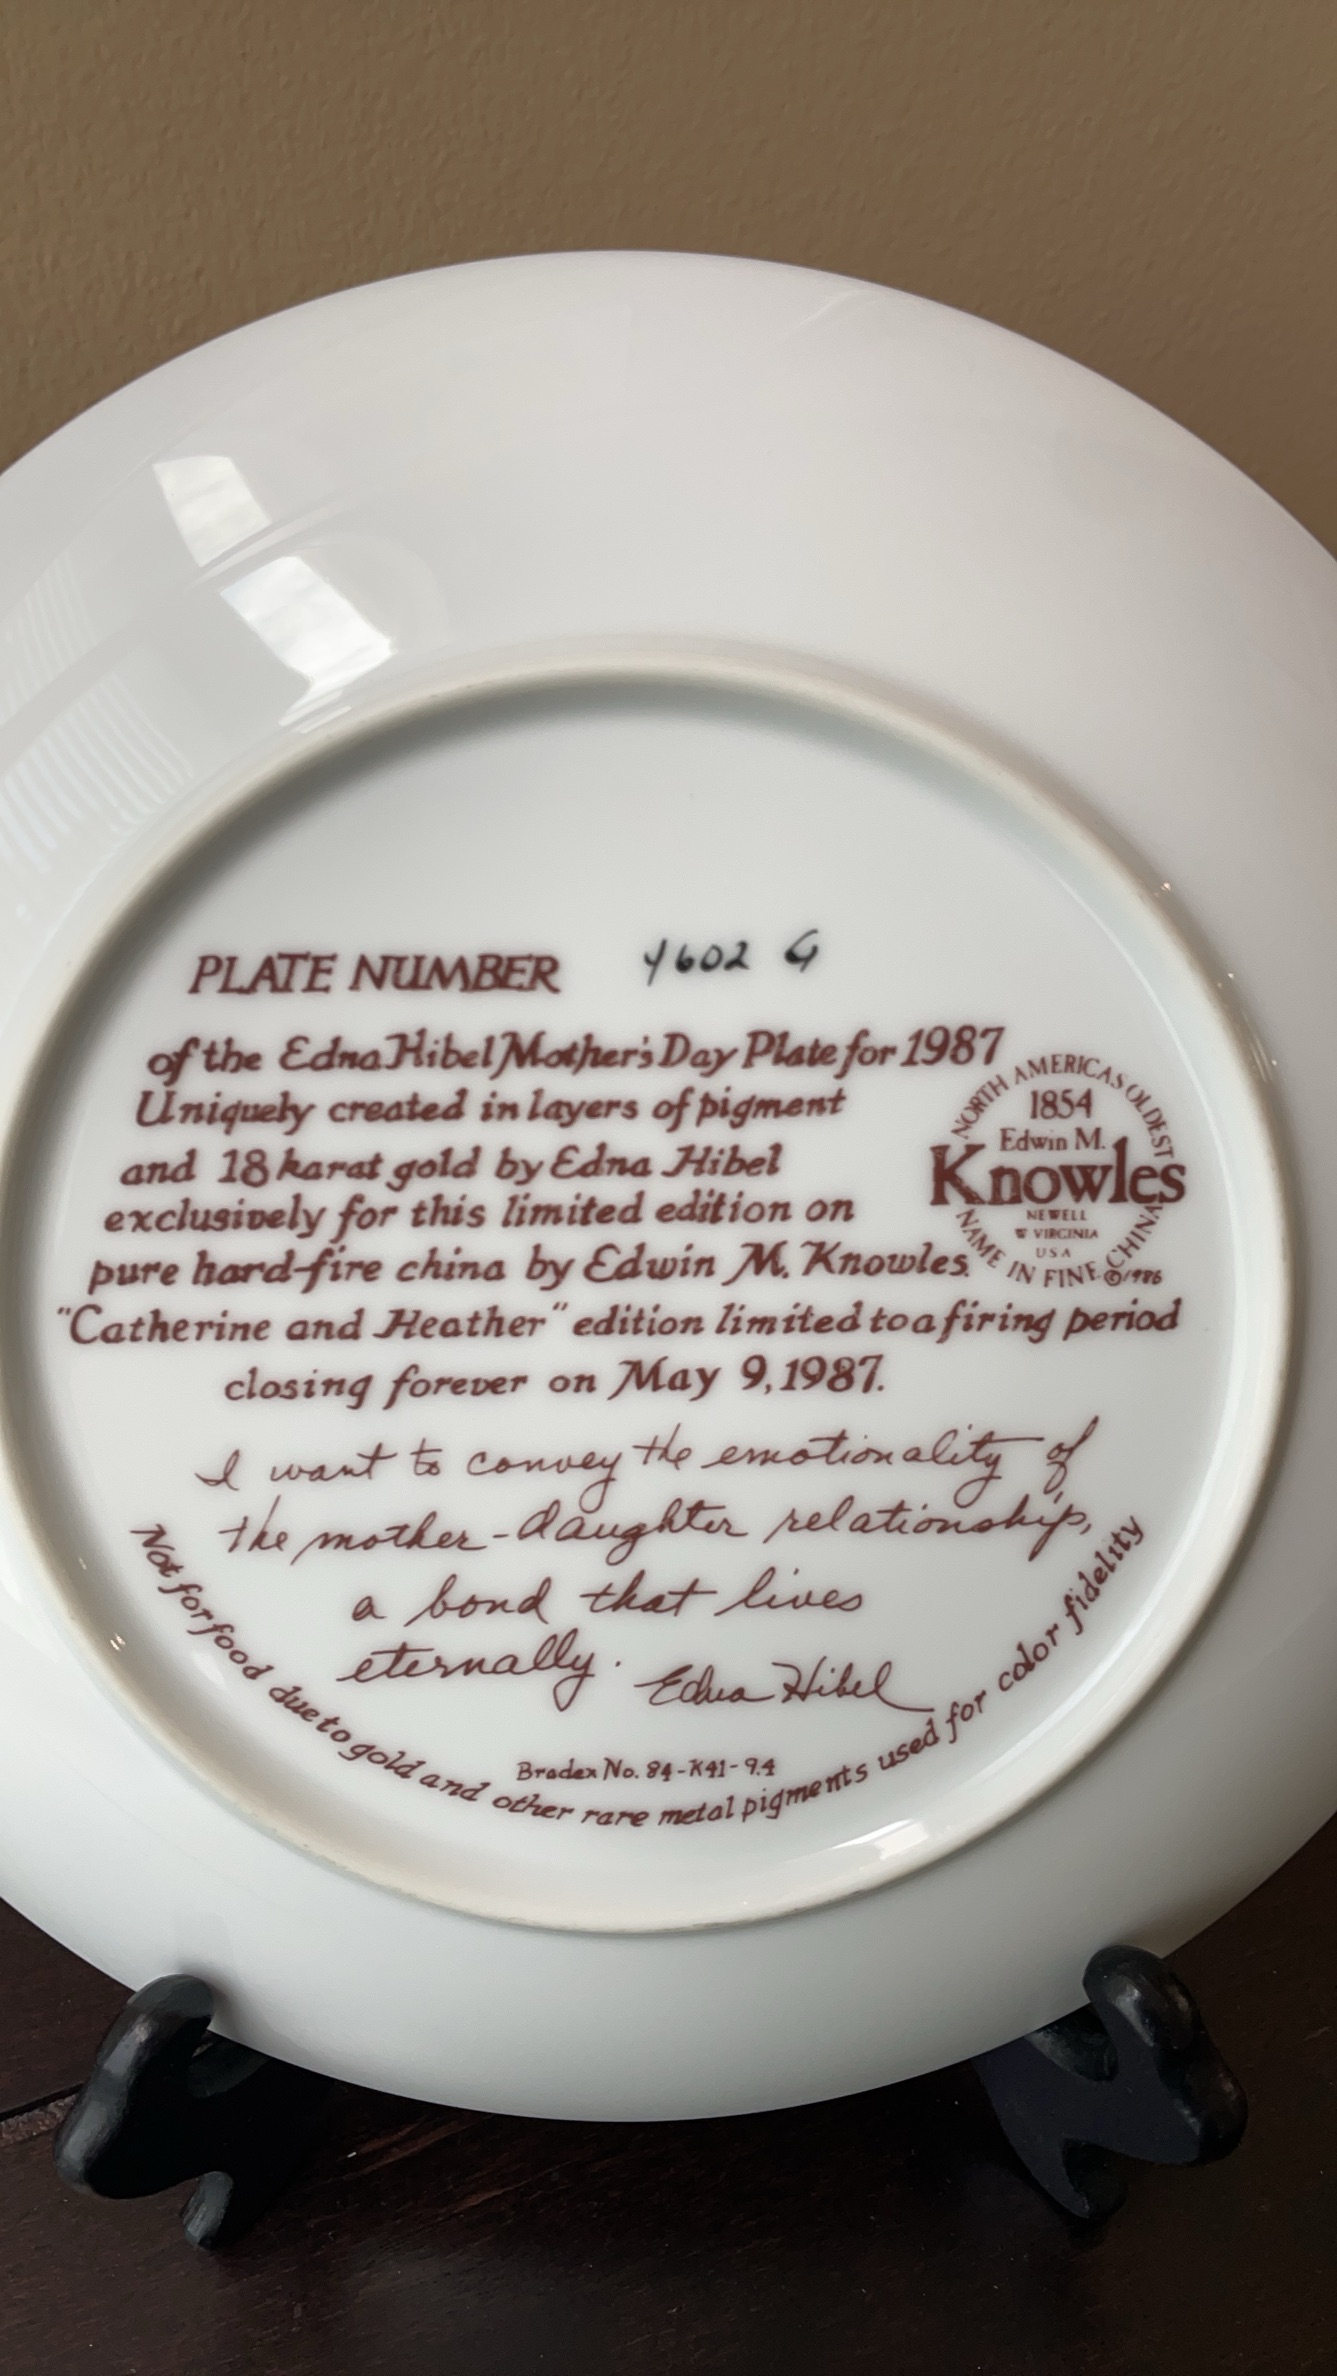 PLATE NUMBER 4602 G
of the Edna Hibel Mother's Day Plate for 1987
Uniquely created in layers of pigment
and 18 karat gold by Edna Hibel
exclusively for this limited edition on
pure hard-fire china by Edwin M. Knowles.
"Catherine and Heather" edition limited to a firing period
closing forever on May 9, 1987.
NORTH AMERICAS OLDEST
1854
Edwin M.
Knowles
NEWELL
W VIRGINIA
USA
NAME IN FINE CHINA
©1986
I want to convey the emotionality of
the mother-daughter relationship,
a bond that lives
eternally.
Edna Hibel
Bradex No. 84-K41-9.4
Not for food due to gold and other rare metal pigments used for color fidelity